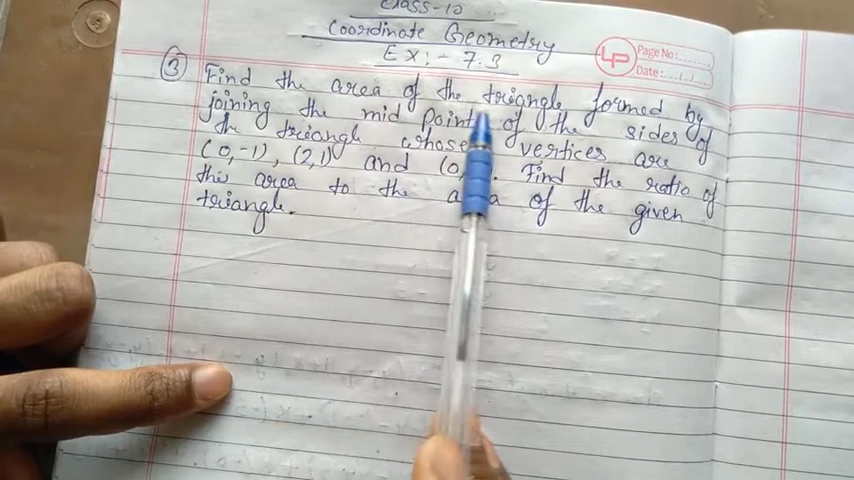 Class-10
Coordinate Geometry
Ex:- 7.3
LP
Page No:.......
Date:..../..../
③ Find the area of the triangle formed by
joining the mid points of the sides of
the triangle whose vertices are
(0,-1), (2,1) and (0, . Find the ratio of
this area to the of the given
triangle.